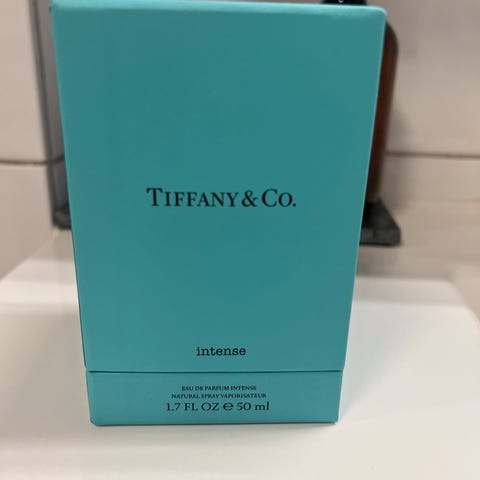 TIFFANY & CO.
intense
EAU DE PARFUM INTENSE
NATURAL SPRAY VAPORISATEUR
1.7 FL OZ ℮ 50 ml